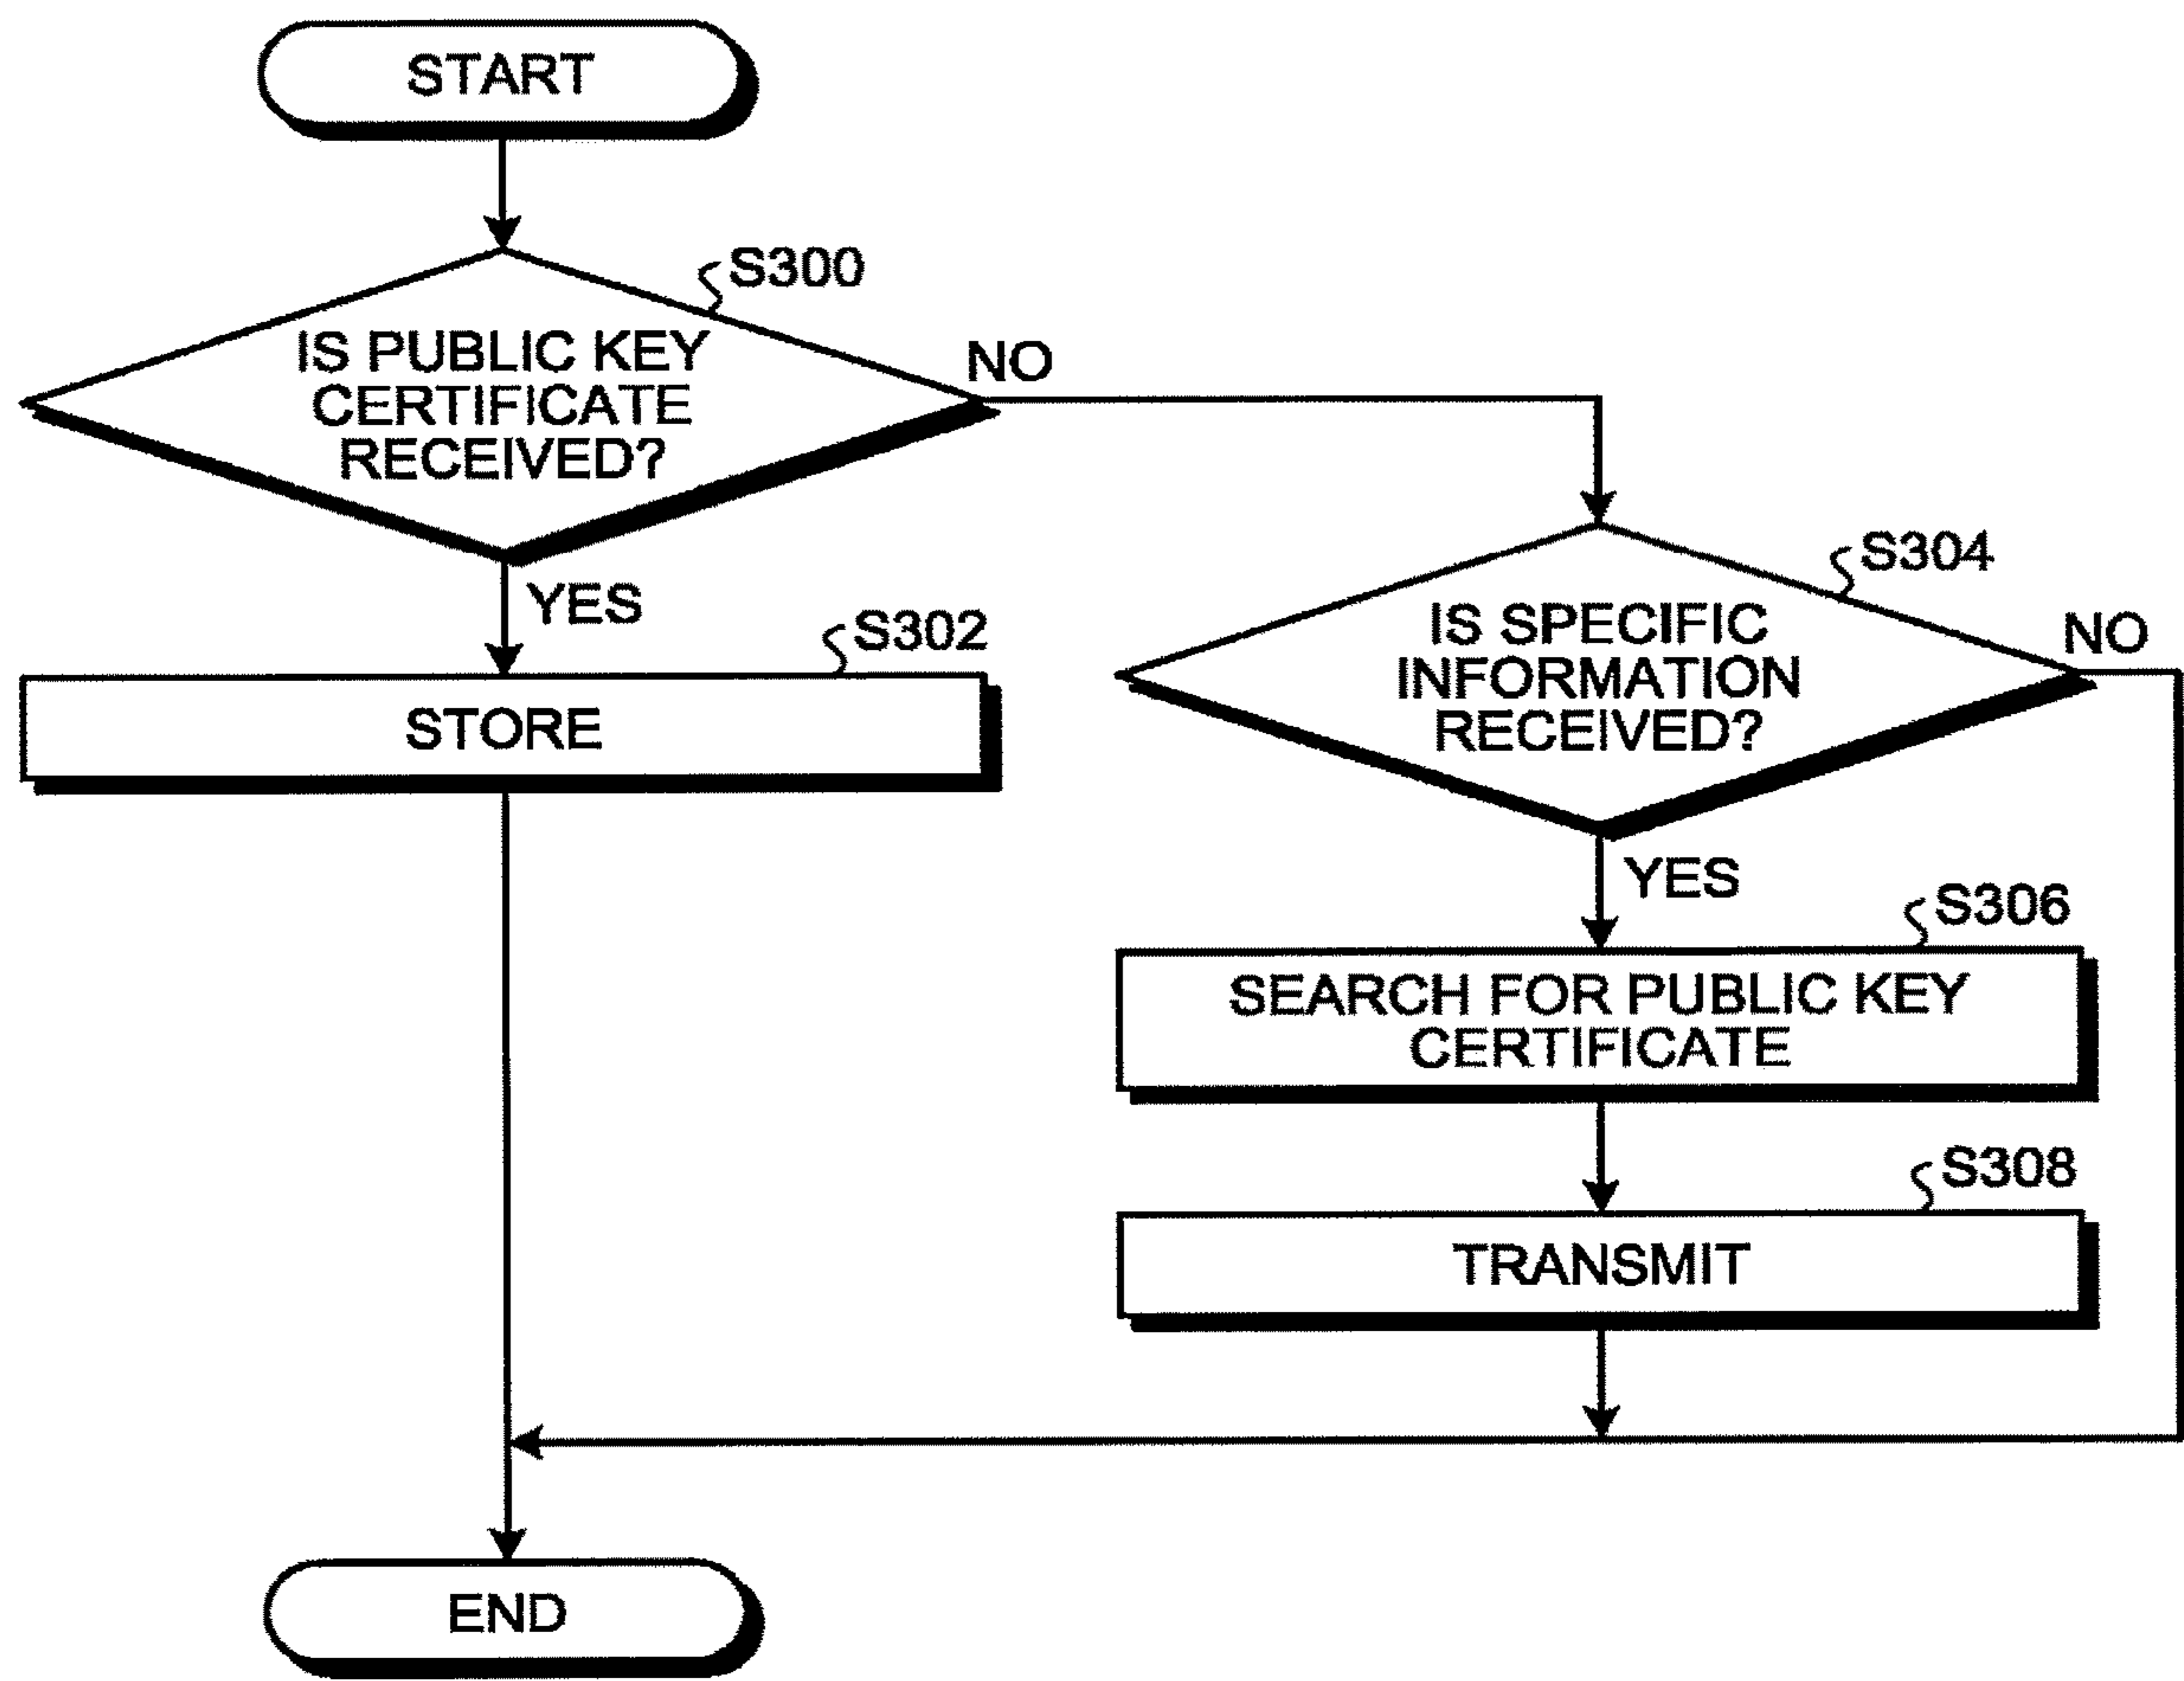 START
S300
IS PUBLIC KEY
CERTIFICATE
RECEIVED?
NO
YES
S302
STORE
S304
IS SPECIFIC
INFORMATION
RECEIVED?
NO
YES
S306
SEARCH FOR PUBLIC KEY
CERTIFICATE
S308
TRANSMIT
END